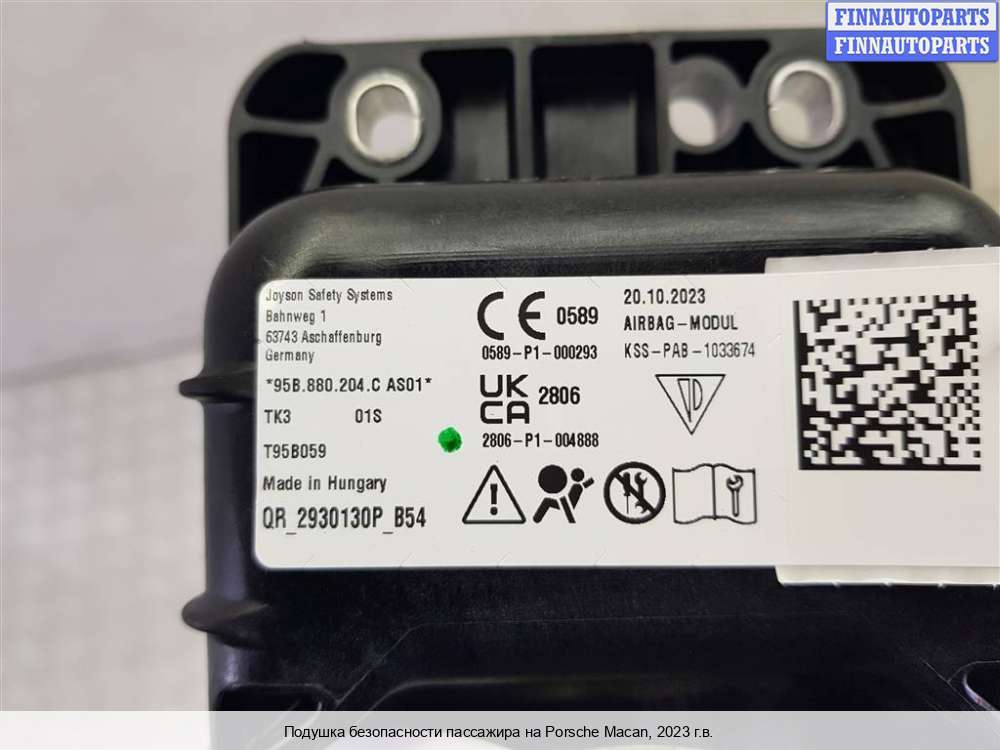 FINNAUTOPARTS
FINNAUTOPARTS
Joyson Safety Systems
Bahnweg 1
63743 Aschaffenburg
Germany
*95B.880.204.C AS01*
TK3 01S
T95B059
Made in Hungary
QR_2930130P_B54
CE 0589
0589-P1-000293
UK
CA 2806
2806-P1-004888
20.10.2023
AIRBAG-MODUL
KSS-PAB-1033674
Подушка безопасности пассажира на Porsche Macan, 2023 г.в.